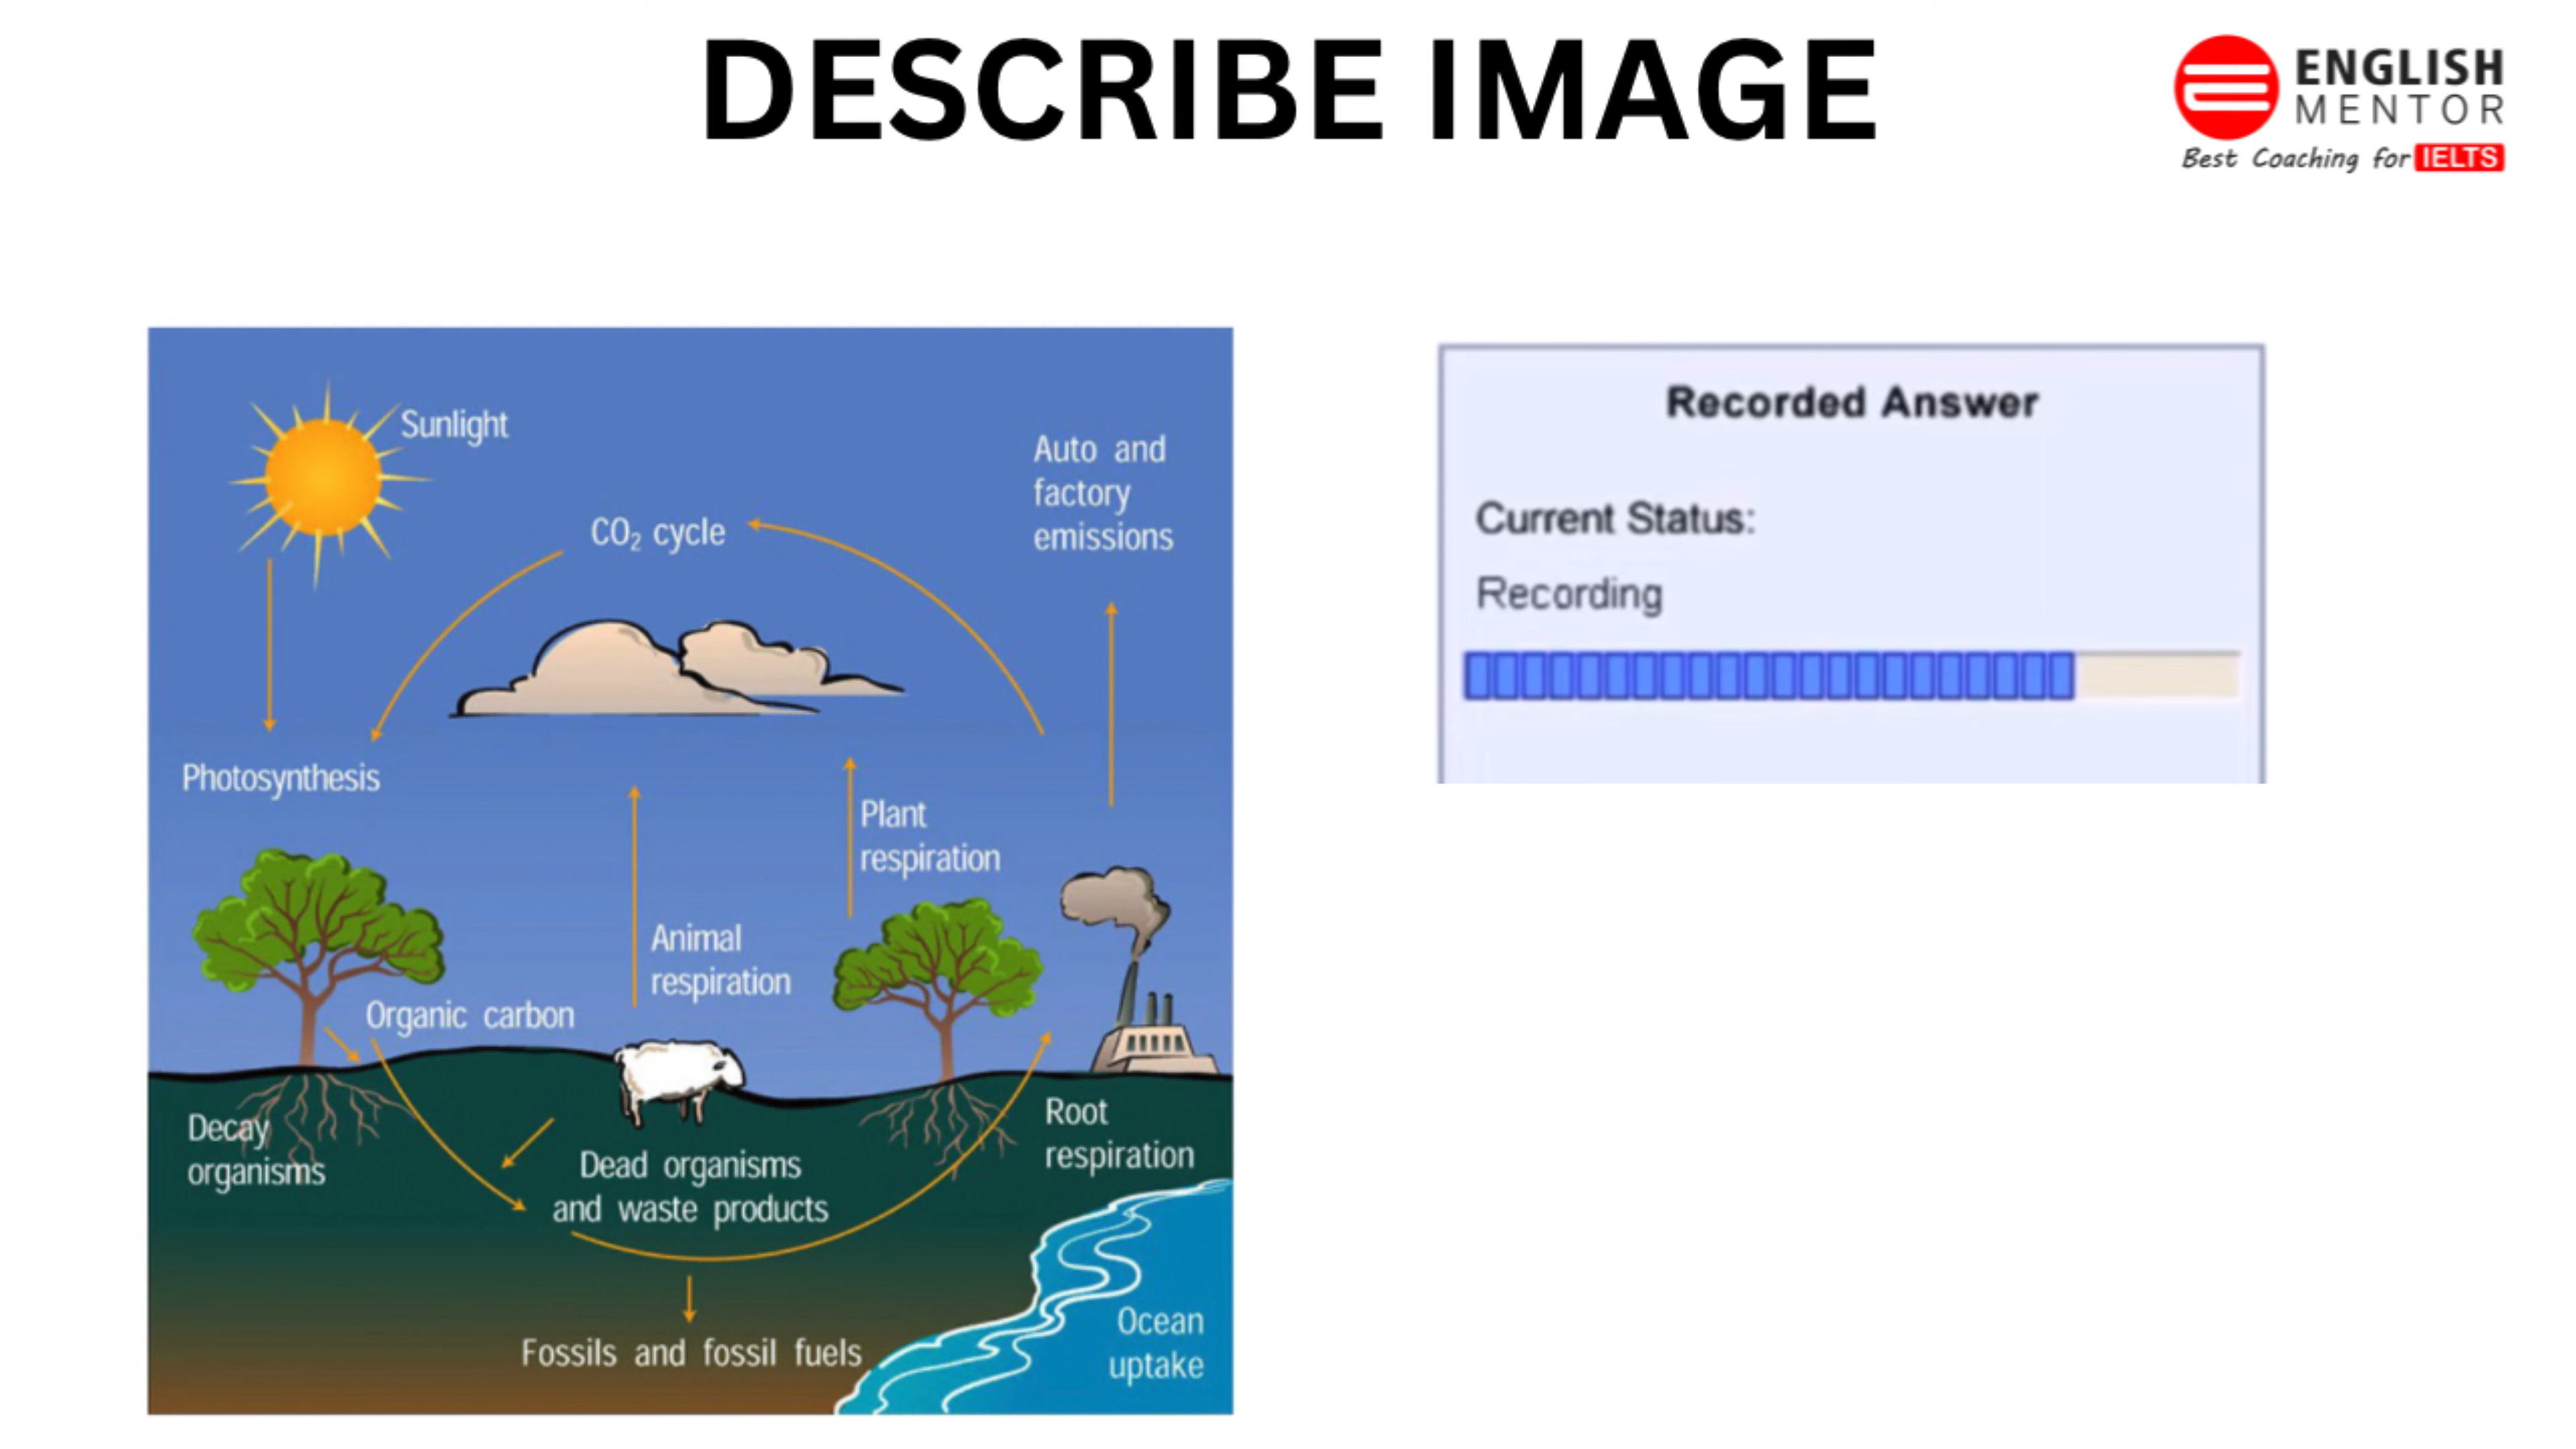 DESCRIBE IMAGE
ENGLISH
MENTOR
Best Coaching for IELTS
Sunlight
Auto and
factory
emissions
CO₂ cycle
Photosynthesis
Plant
respiration
Animal
respiration
Organic carbon
Decay
organisms
Dead organisms
and waste products
Root
respiration
Fossils and fossil fuels
Ocean
uptake
Recorded Answer
Current Status:
Recording